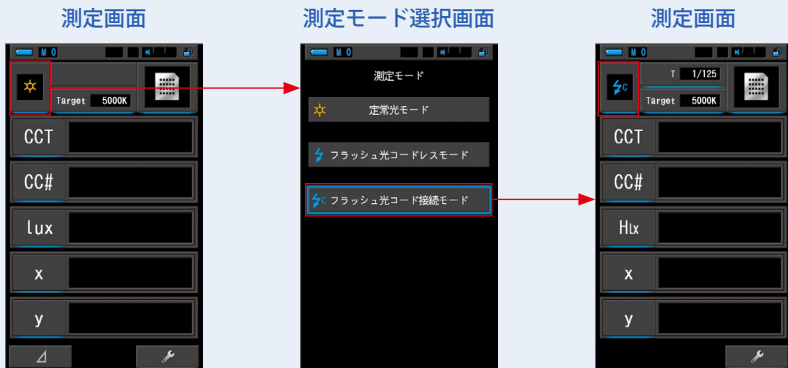 測定画面
M 0
Target 5000K
CCT
CC#
lux
x
y
測定モード選択画面
M 0
測定モード
定常光モード
フラッシュ光コードレスモード
C フラッシュ光コード接続モード
測定画面
M 0
C
T 1/125
Target 5000K
CCT
CC#
Hlx
x
y